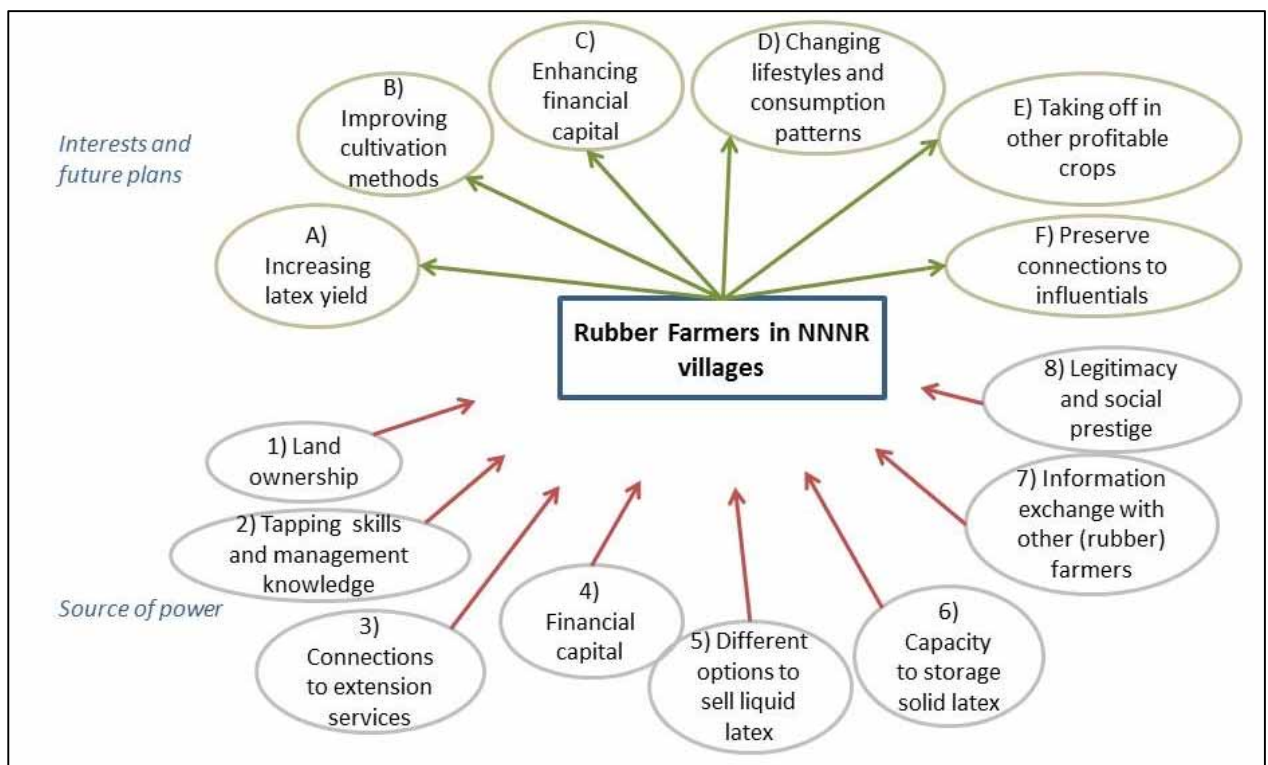 Interests and
future plans
A)
Increasing
latex yield
B)
Improving
cultivation
methods
C)
Enhancing
financial
capital
D) Changing
lifestyles and
consumption
patterns
E) Taking off in
other profitable
crops
F) Preserve
connections to
influentials
Rubber Farmers in NNNR
villages
Source of power
1) Land
ownership
2) Tapping skills
and management
knowledge
3)
Connections
to extension
services
4)
Financial
capital
5) Different
options to
sell liquid
latex
6)
Capacity
to storage
solid latex
7) Information
exchange with
other (rubber)
farmers
8) Legitimacy
and social
prestige